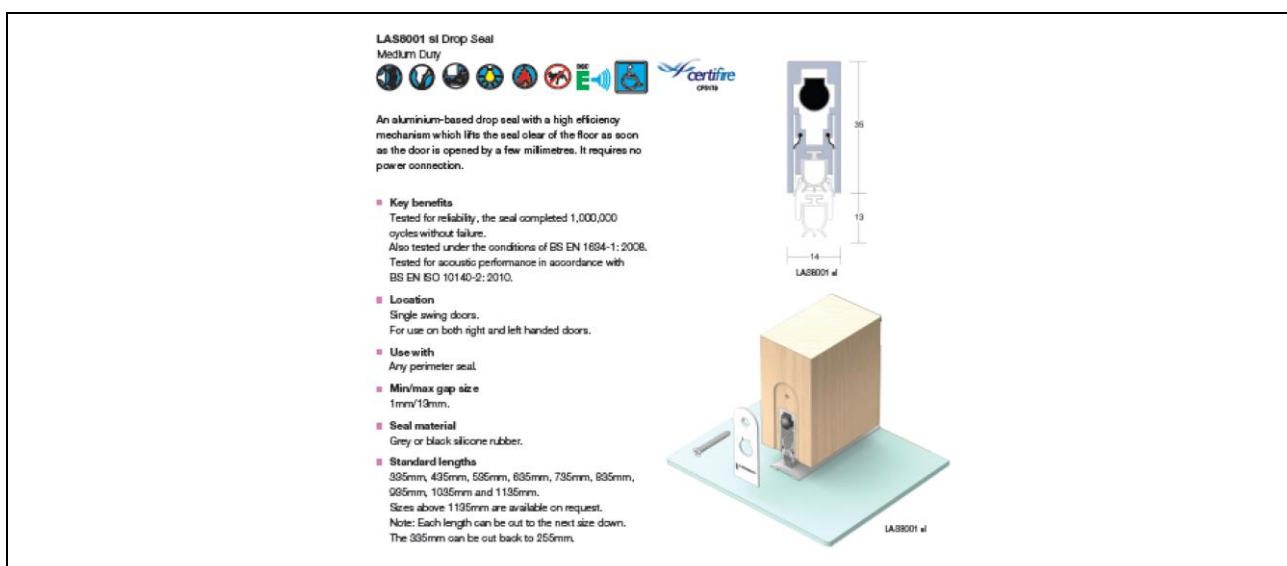 LAS8001 si Drop Seal
Medium Duty
certifire
An aluminium-based drop seal with a high efficiency
mechanism which lifts the seal clear of the floor as soon
as the door is opened by a few millimetres. It requires no
power connection.
Key benefits
Tested for reliability, the seal completed 1,000,000
cycles without failure.
Also tested under the conditions of BS EN 1634-1: 2008.
Tested for acoustic performance in accordance with
BS EN ISO 10140-2: 2010.
Location
Single swing doors.
For use on both right and left handed doors.
Use with
Any perimeter seal.
Min/max gap size
1mm/13mm.
Seal material
Grey or black silicone rubber.
Standard lengths
335mm, 435mm, 535mm, 635mm, 735mm, 835mm,
935mm, 1035mm and 1135mm.
Sizes above 1135mm are available on request.
Note: Each length can be cut to the next size down.
The 335mm can be cut back to 255mm.
35
13
14
LAS8001 si
LAS8001 si